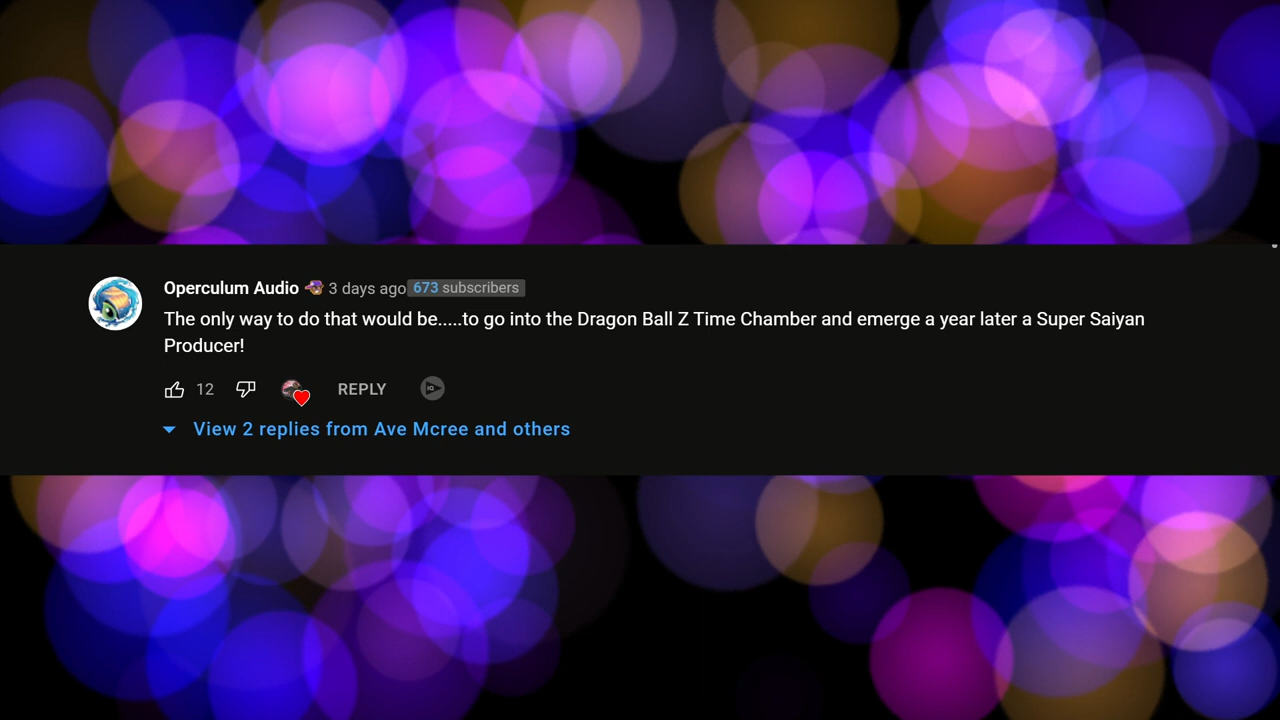 Operculum Audio 3 days ago 673 subscribers
The only way to do that would be.....to go into the Dragon Ball Z Time Chamber and emerge a year later a Super Saiyan
Producer!
12 REPLY IQ
View 2 replies from Ave Mcree and others